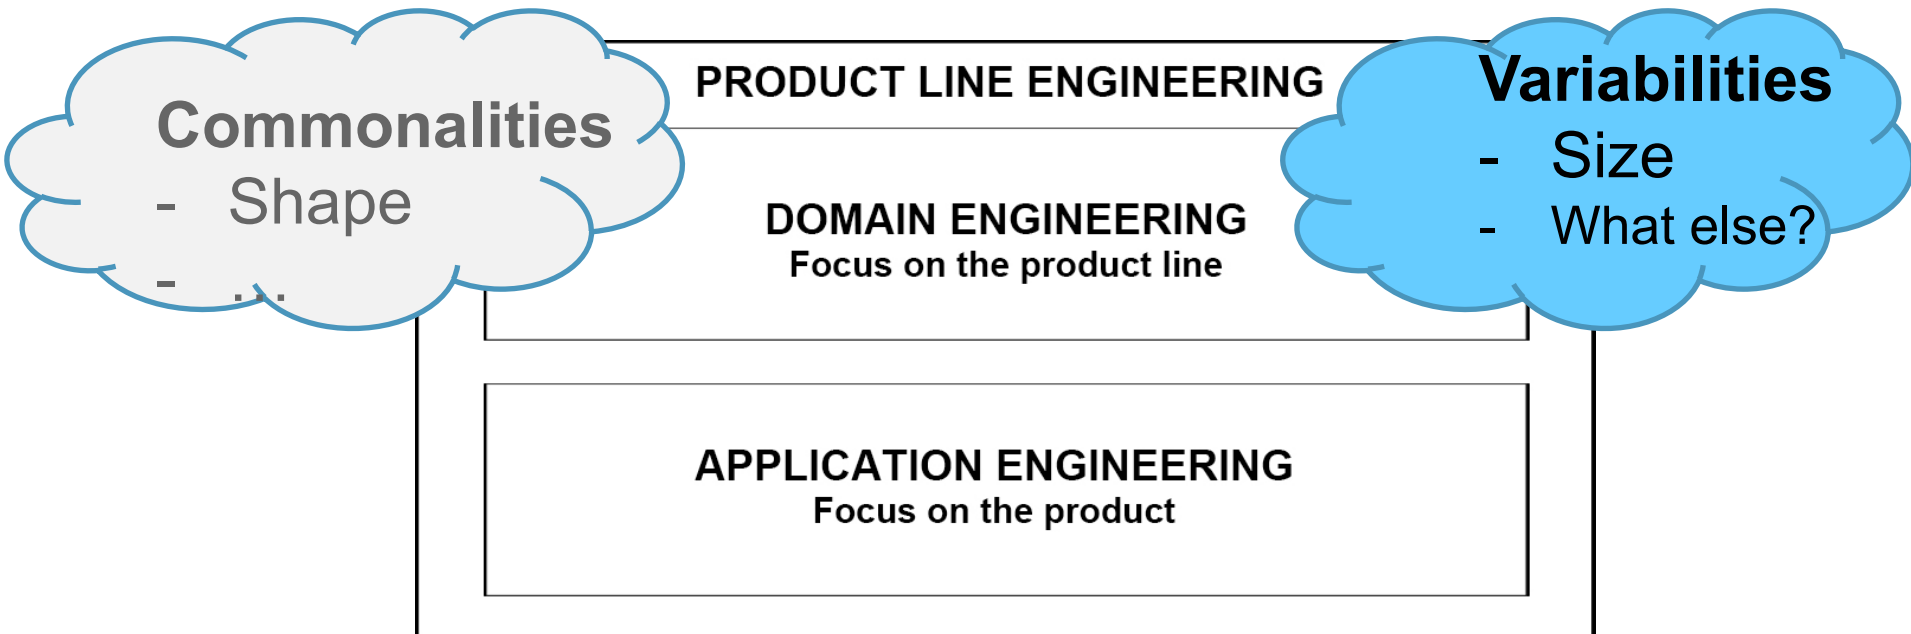 Commonalities
- Shape
- ...
PRODUCT LINE ENGINEERING
DOMAIN ENGINEERING
Focus on the product line
APPLICATION ENGINEERING
Focus on the product
Variabilities
- Size
- What else?